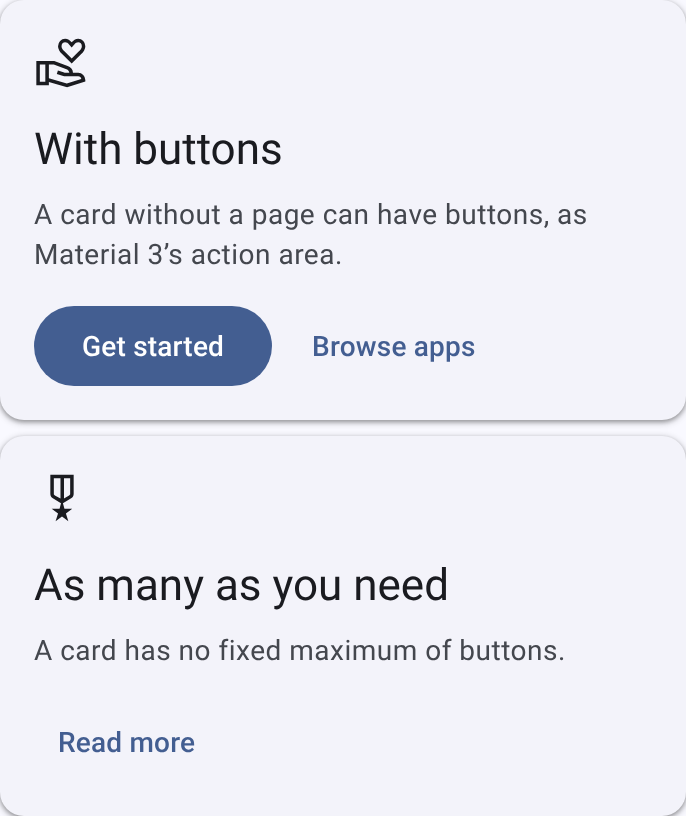 With buttons
A card without a page can have buttons, as
Material 3’s action area.
Get started
Browse apps
As many as you need
A card has no fixed maximum of buttons.
Read more